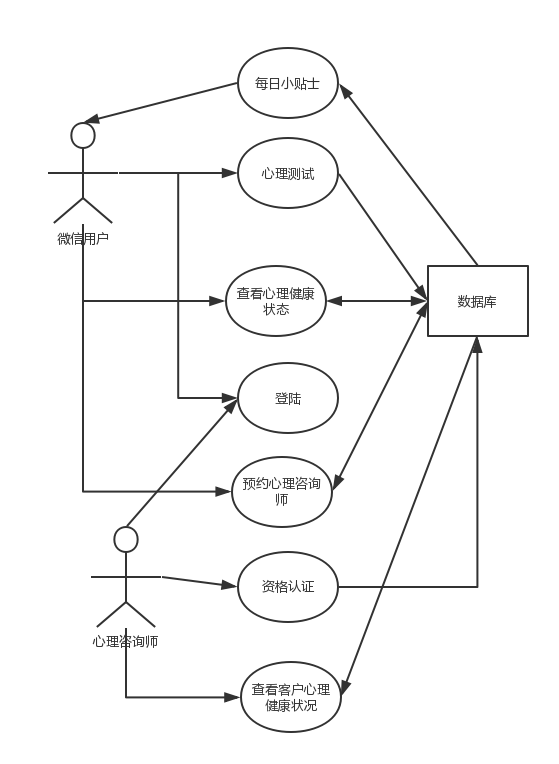 每日小贴士
心理测试
微信用户
查看心理健康
状态
数据库
登陆
预约心理咨询
师
资格认证
心理咨询师
查看客户心理
健康状况